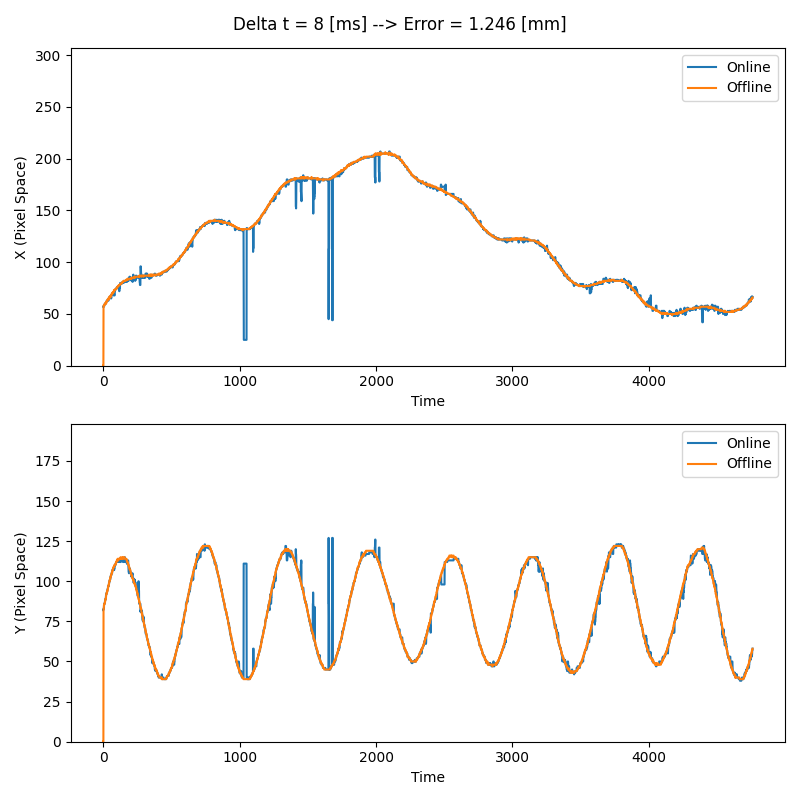 Delta t = 8 [ms] --> Error = 1.246 [mm]
300
250
200
150
100
50
0
X (Pixel Space)
Online
Offline
0 1000 2000 3000 4000
Time
175
150
125
100
75
50
25
0
Y (Pixel Space)
Online
Offline
0 1000 2000 3000 4000
Time